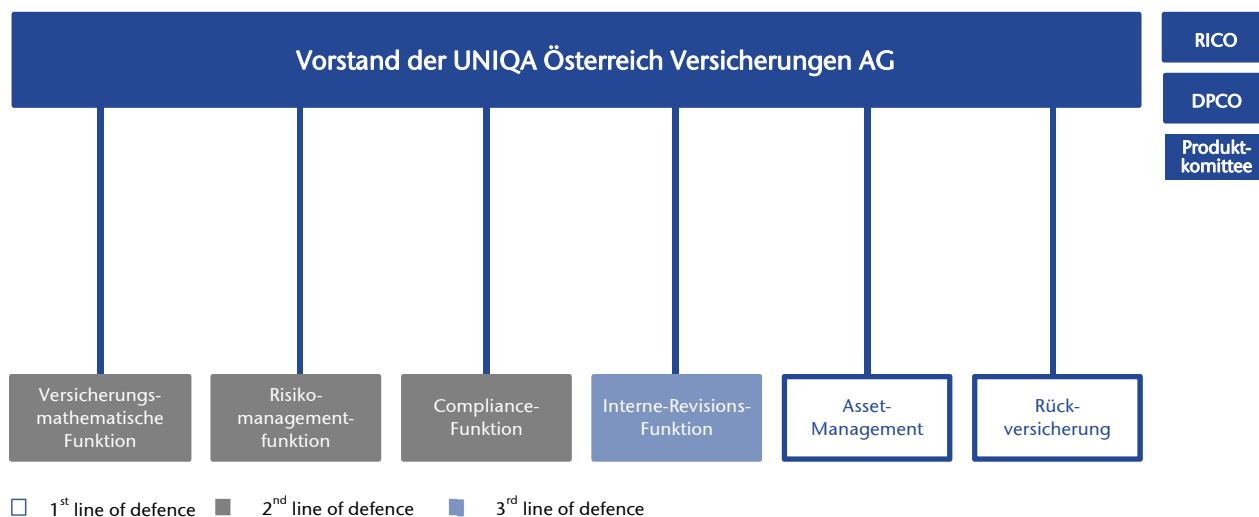 Vorstand der UNIQA Österreich Versicherungen AG
RICO
DPCO
Produkt-
komittee
Versicherungs-
mathematische
Funktion
Risiko-
management-
funktion
Compliance-
Funktion
Interne-Revisions-
Funktion
Asset-
Management
Rück-
versicherung
1st line of defence
2nd line of defence
3rd line of defence